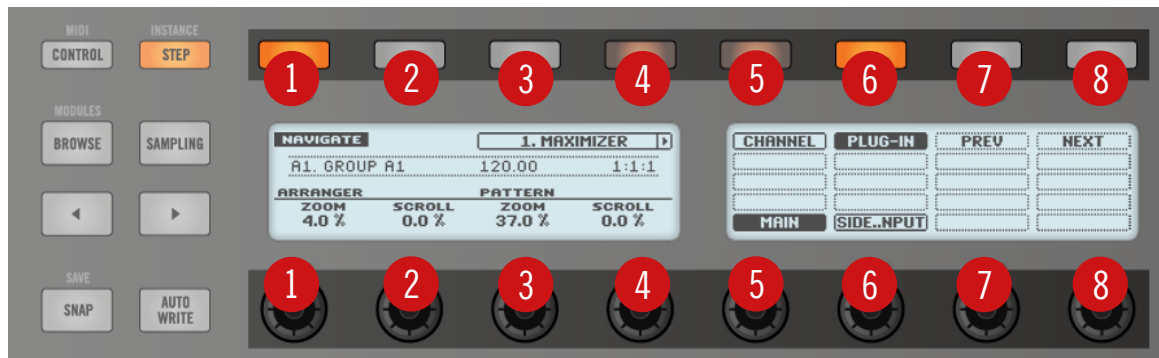 MIDI INSTANCE
CONTROL STEP
1 2 3 4 5 6 7 8
MODULES
BROWSE SAMPLING
NAVIGATE 1. MAXIMIZER
A1. GROUP A1 120.00 1:1:1
ARRANGER PATTERN
ZOOM SCROLL ZOOM SCROLL
4.0 % 0.0 % 37.0 % 0.0 %
CHANNEL PLUG-IN PREV NEXT
MAIN SIDE..NPUT
SAVE
SNAP AUTO WRITE
1 2 3 4 5 6 7 8